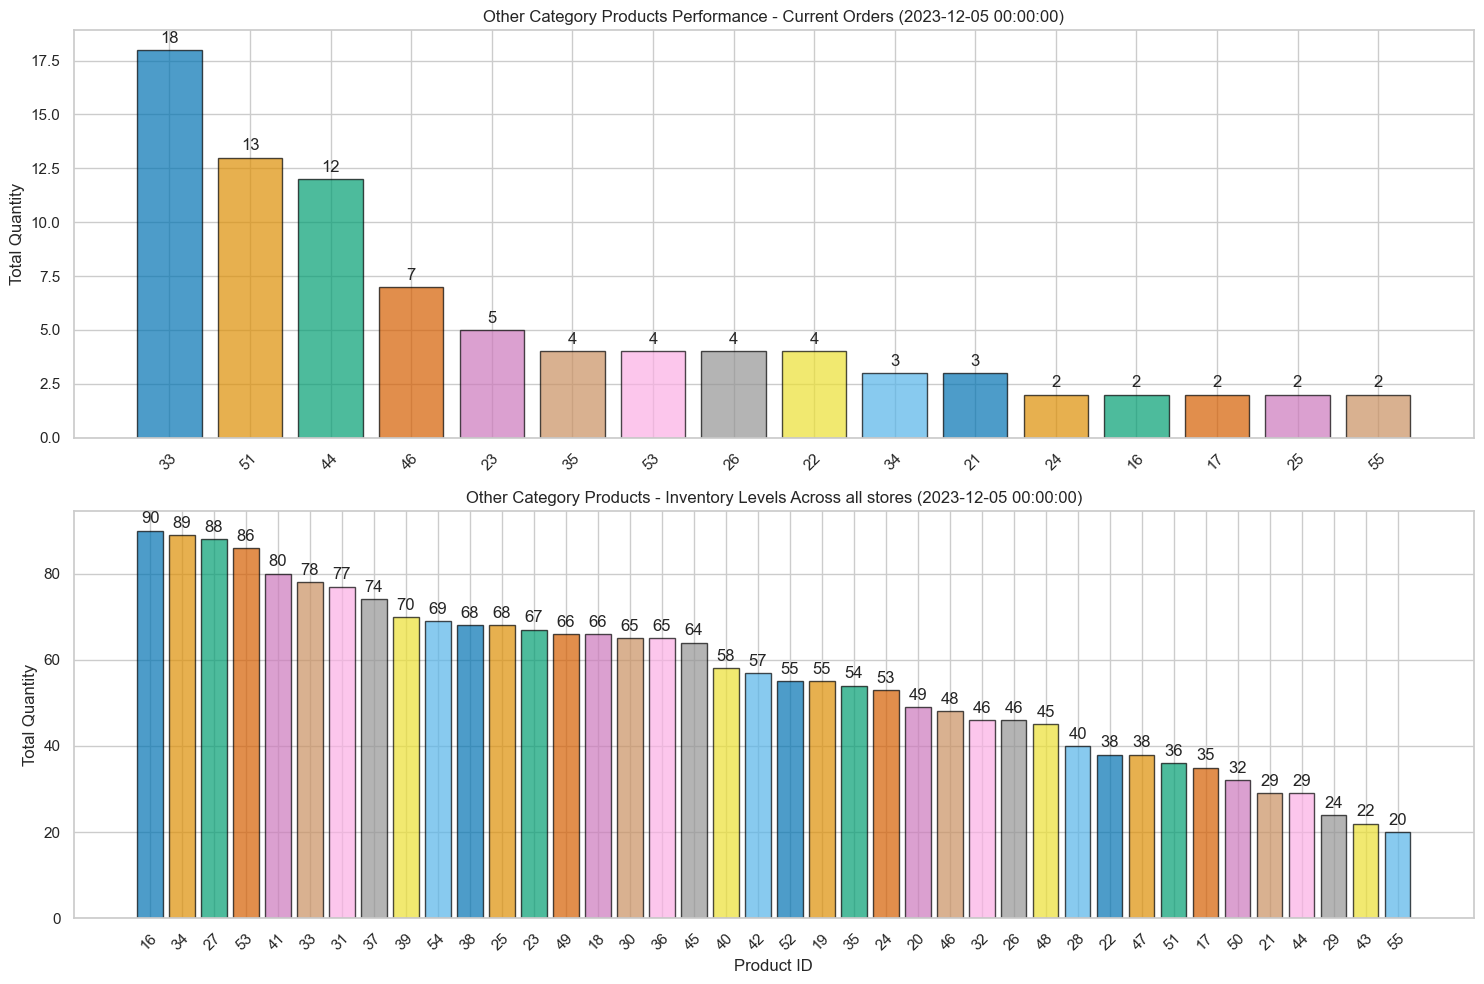 Other Category Products Performance - Current Orders (2023-12-05 00:00:00)
Total Quantity
17.5
15.0
12.5
10.0
7.5
5.0
2.5
0.0
18 13 12 7 5 4 4 4 4 3 3 2 2 2 2 2
33 51 44 46 23 35 53 26 22 34 21 24 16 17 25 55
Other Category Products - Inventory Levels Across all stores (2023-12-05 00:00:00)
Total Quantity
80
60
40
20
0
90 89 88 86 80 78 77 74 70 69 68 68 67 66 66 65 65 64 58 57 55 55 54 53 49 48 46 46 45 40 38 38 36 35 32 29 29 24 22 20
16 34 27 53 41 33 31 37 39 54 38 25 23 49 18 30 36 45 40 42 52 19 35 24 20 46 32 26 48 28 22 47 51 17 50 21 44 29 43 55
Product ID